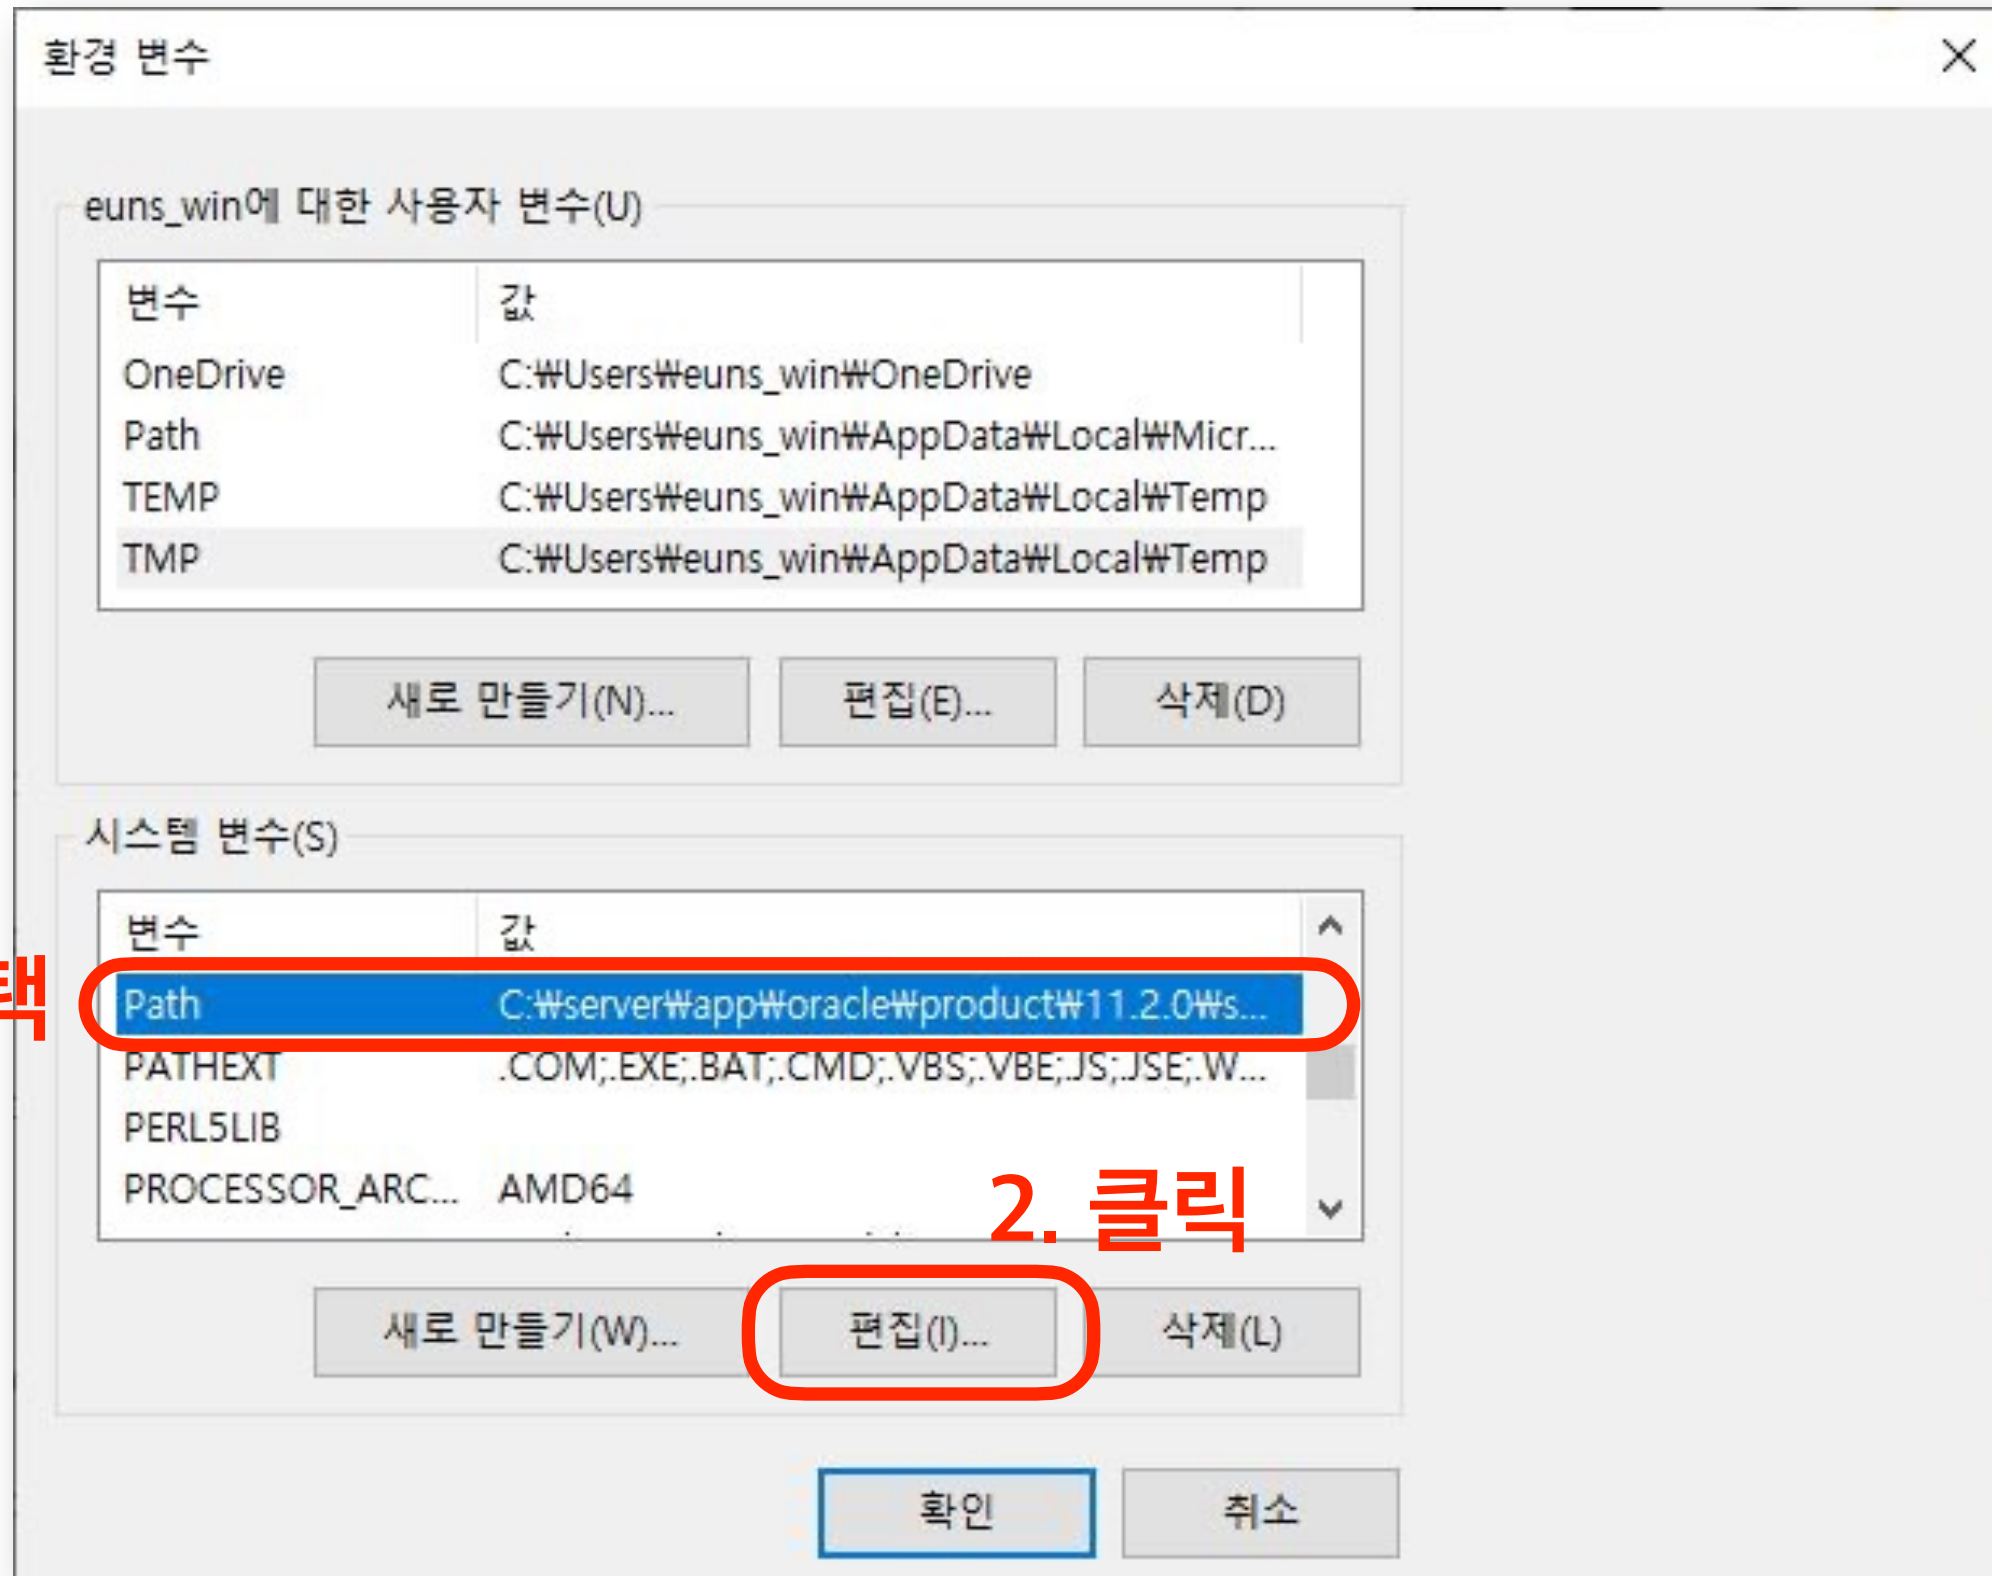 환경 변수
euns_win에 대한 사용자 변수(U)
변수 값
OneDrive C:₩Users₩euns_win₩OneDrive
Path C:₩Users₩euns_win₩AppData₩Local₩Micr...
TEMP C:₩Users₩euns_win₩AppData₩Local₩Temp
TMP C:₩Users₩euns_win₩AppData₩Local₩Temp
새로 만들기(N)... 편집(E)... 삭제(D)
시스템 변수(S)
변수 값
택 Path C:₩server₩app₩oracle₩product₩11.2.0₩s...
PATHEXT .COM;.EXE;.BAT;.CMD;.VBS;.VBE;.JS;.JSE;.W...
PERL5LIB
PROCESSOR_ARC... AMD64
2. 클릭
새로 만들기(W)... 편집(I)... 삭제(L)
확인 취소